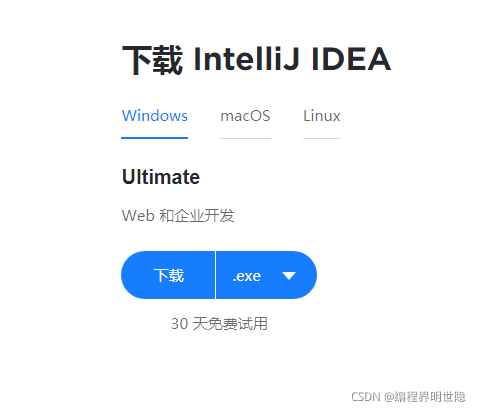 下载 IntelliJ IDEA
Windows macOS Linux
Ultimate
Web 和企业开发
下载 .exe
30 天免费试用
CSDN @编程界明世隐